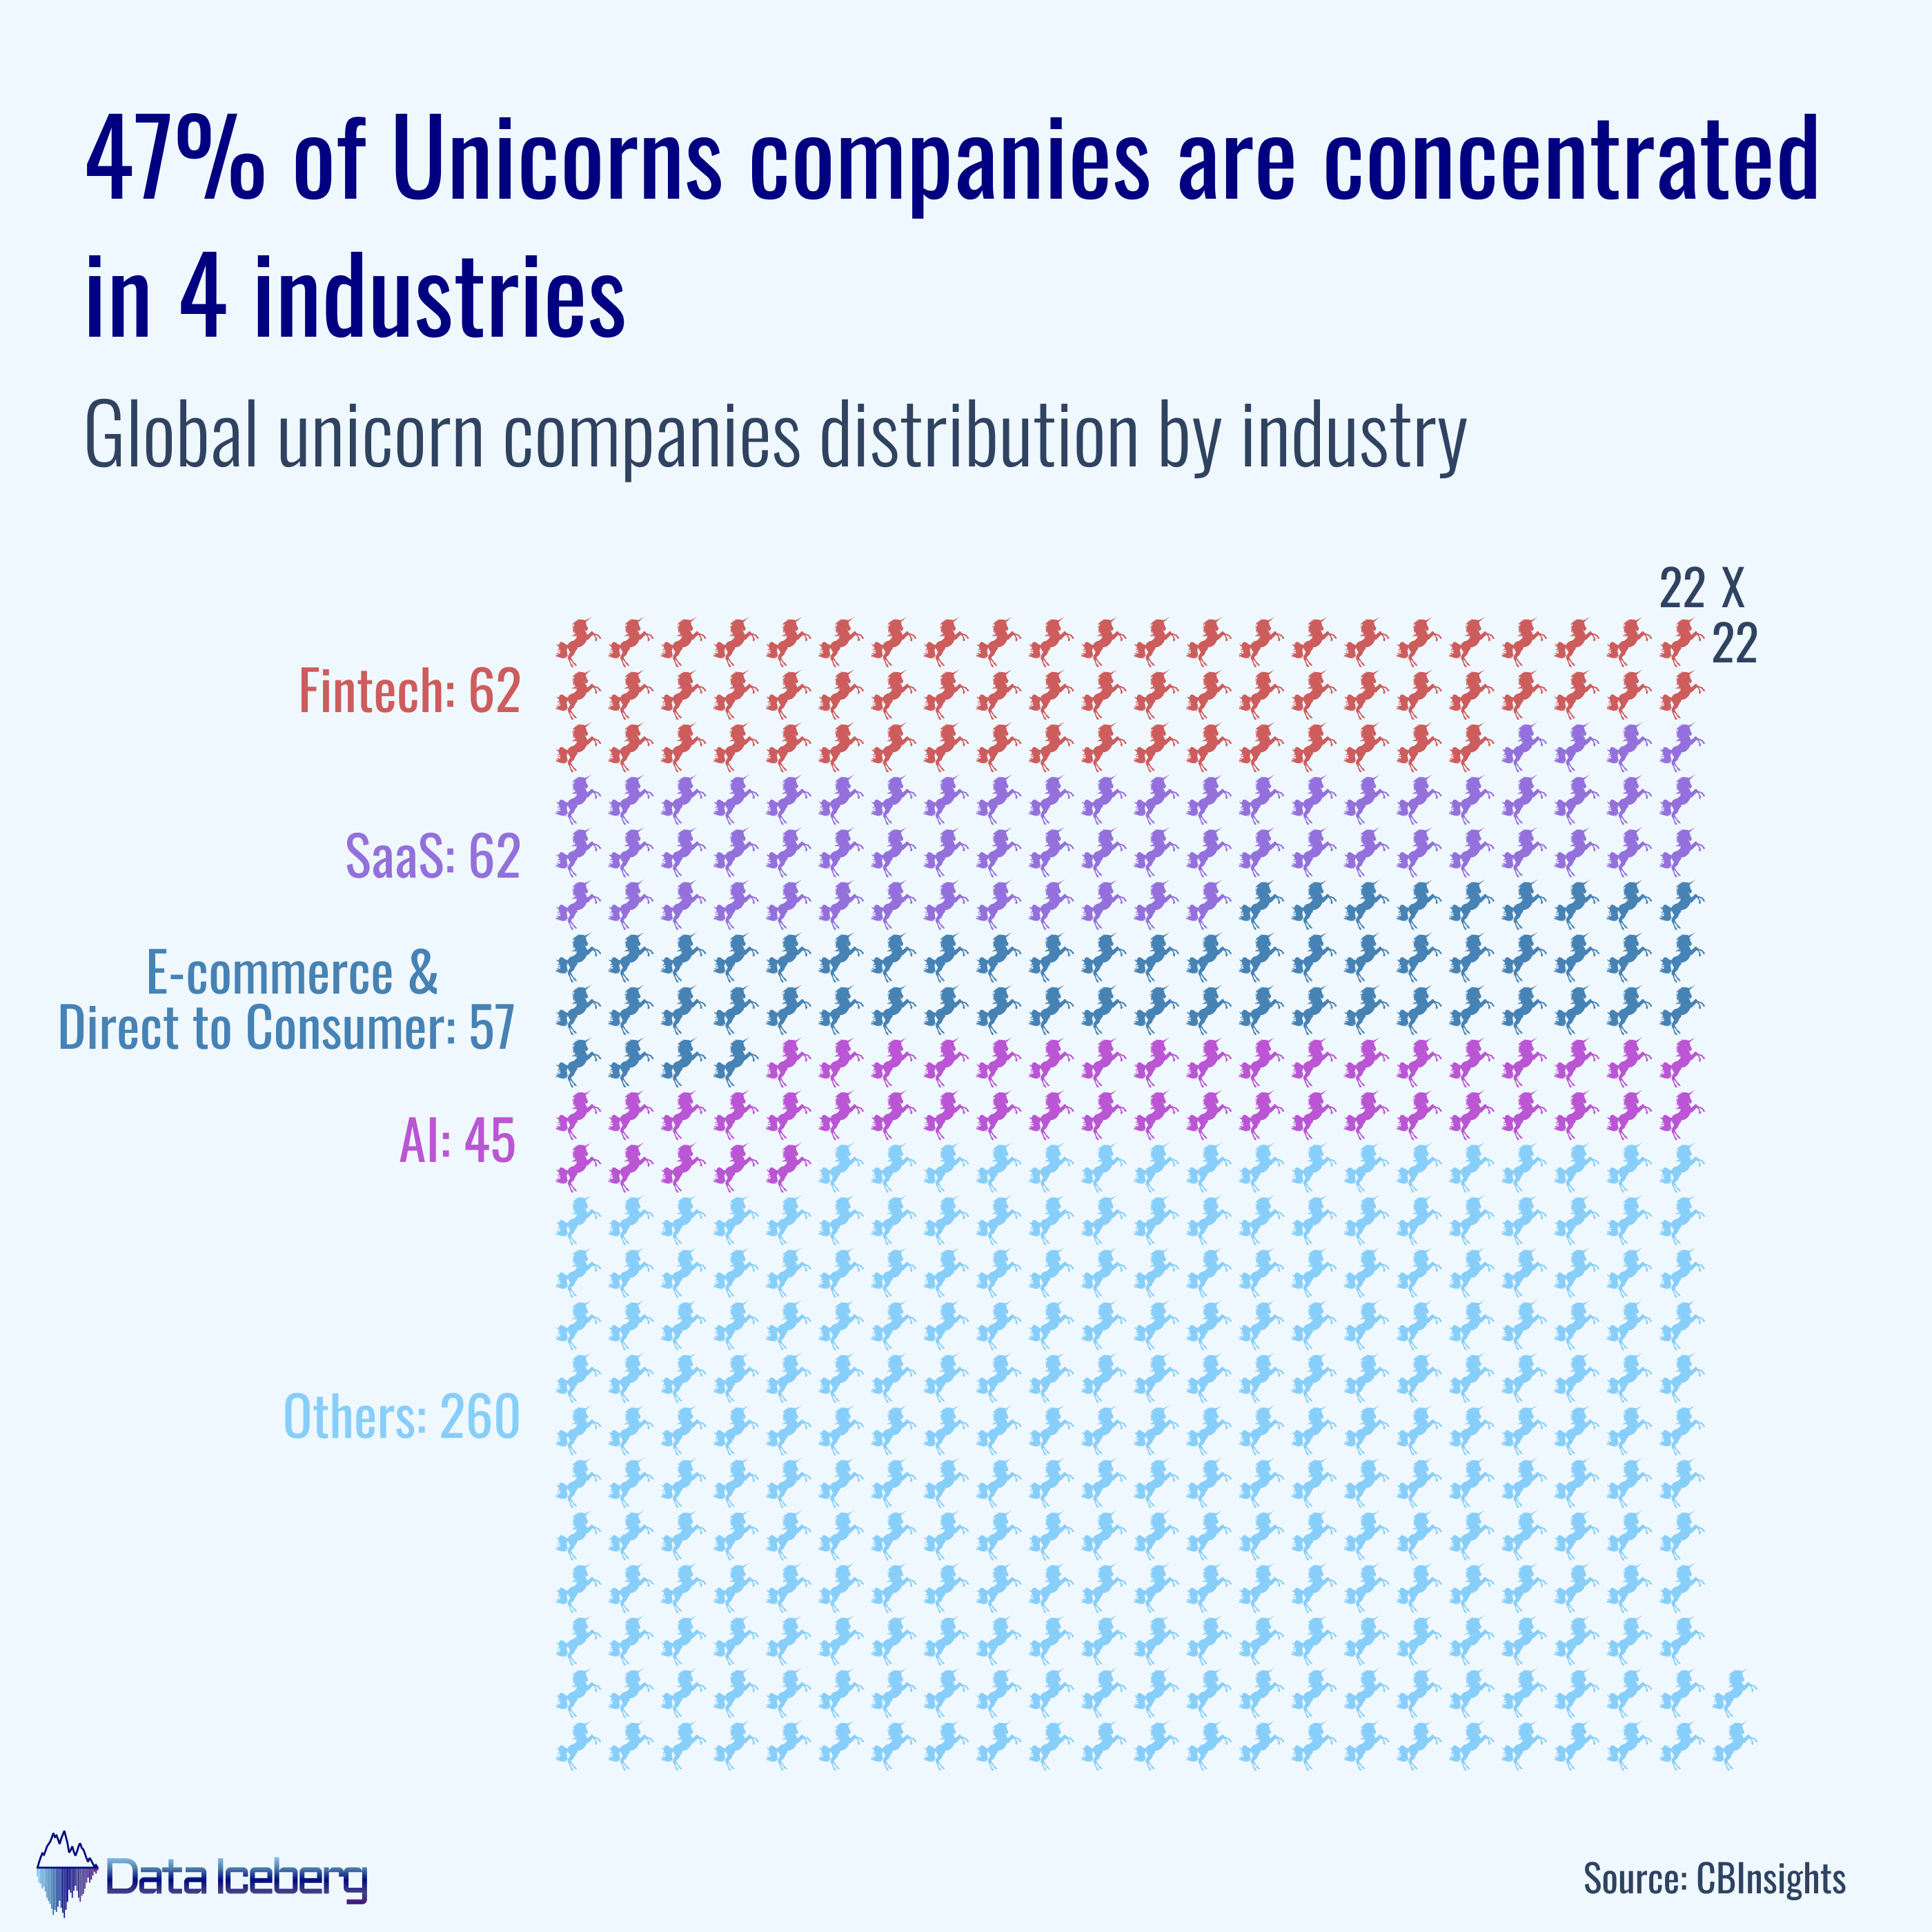 47% of Unicorns companies are concentrated
in 4 industries
Global unicorn companies distribution by industry
22 X
22
Fintech: 62
SaaS: 62
E-commerce &
Direct to Consumer: 57
AI: 45
Others: 260
Data Iceberg
Source: CBInsights